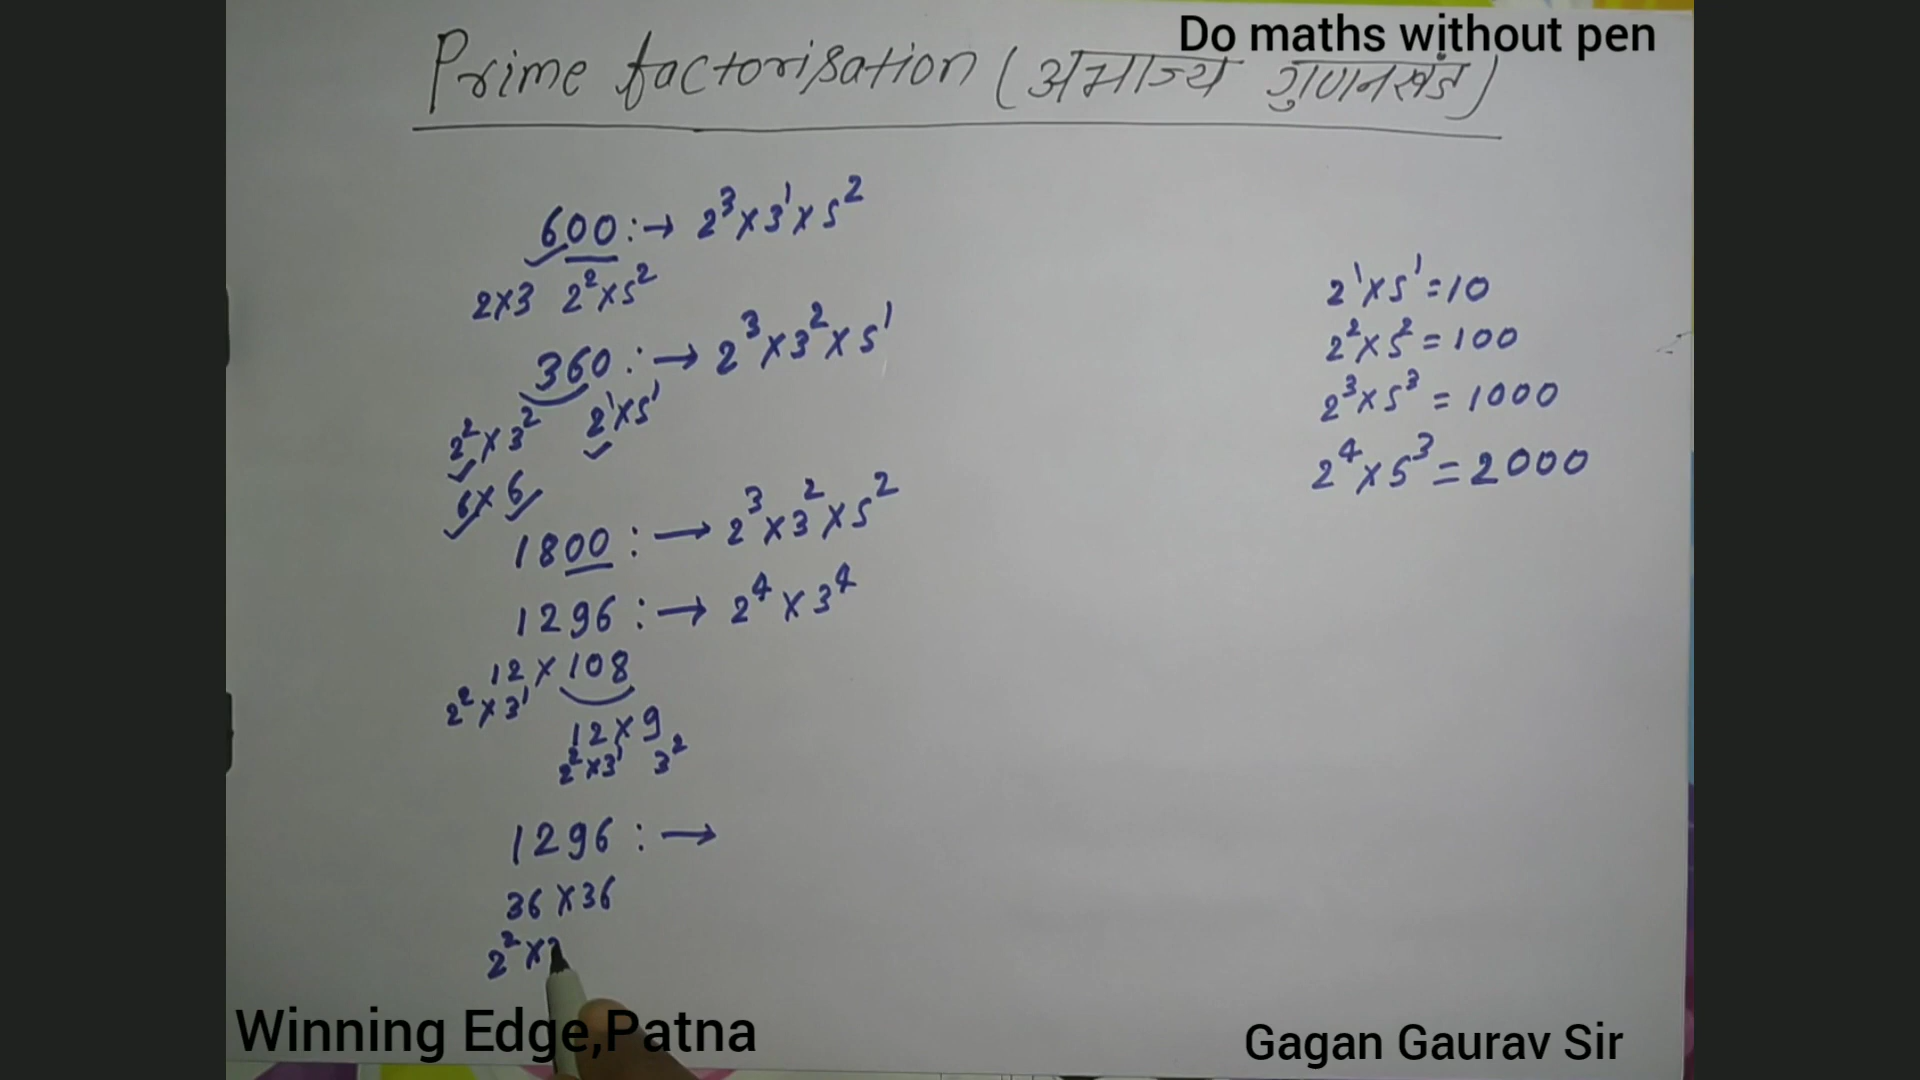 Do maths without pen
Prime factorisation (अभाज्य गुणनखंड)
600 :→ 2³ × 3¹ × 5²
2×3 2² × 5²
360 :→ 2³ × 3² × 5¹
2² × 3² 2¹ × 5¹
6 × 6
1800 :→ 2³ × 3² × 5²
1296 :→ 2⁴ × 3⁴
12 × 108
2² × 3¹
12 × 9
2² × 3¹ 3²
1296 :→
36 × 36
2² ×
2¹ × 5¹ = 10
2² × 5² = 100
2³ × 5³ = 1000
2⁴ × 5³ = 2000
Winning Edge,Patna
Gagan Gaurav Sir